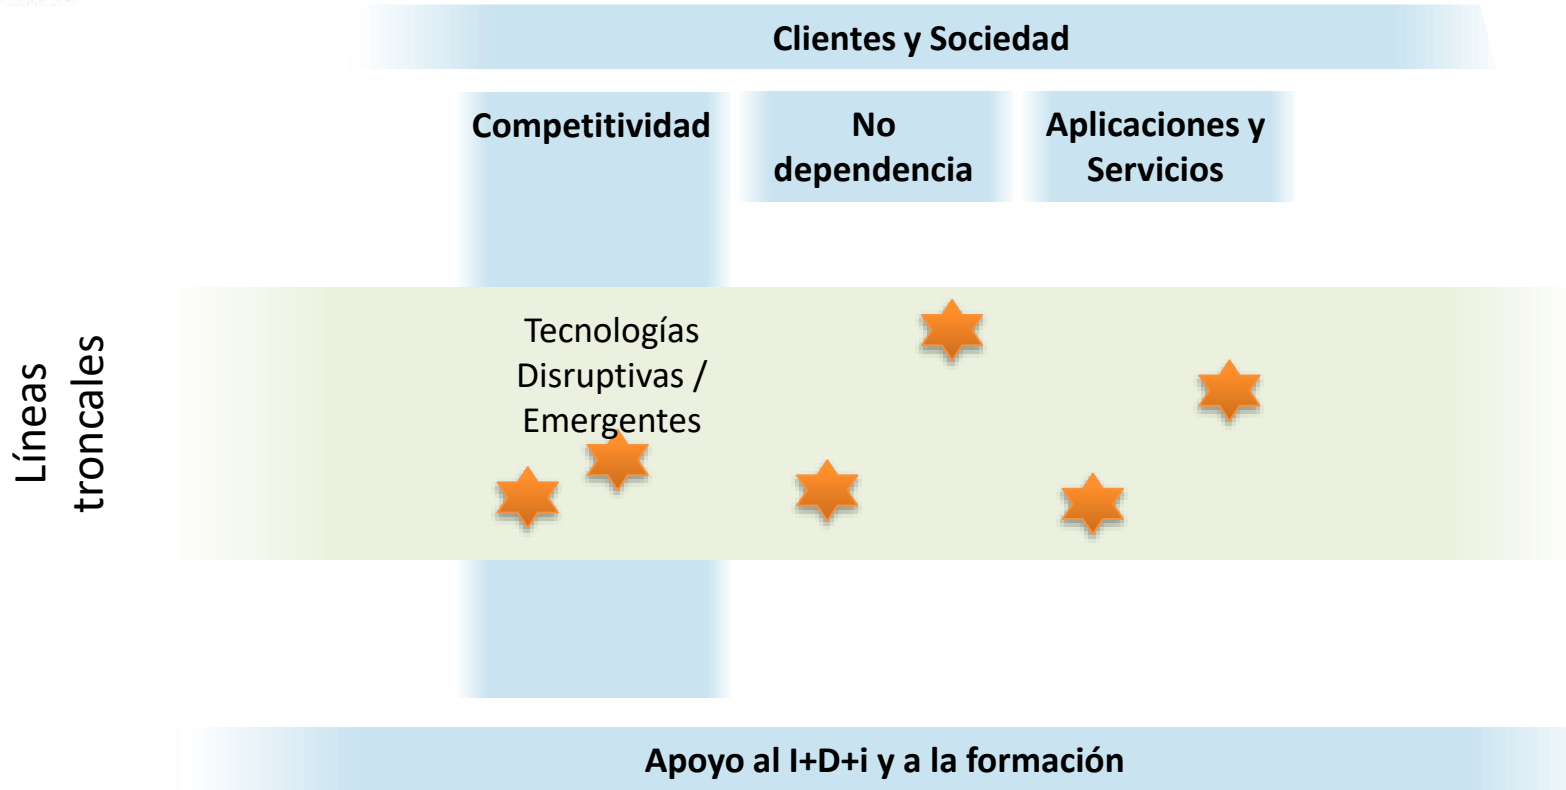 Clientes y Sociedad
Competitividad
No
dependencia
Aplicaciones y
Servicios
Líneas
troncales
Tecnologías
Disruptivas /
Emergentes
Apoyo al I+D+i y a la formación